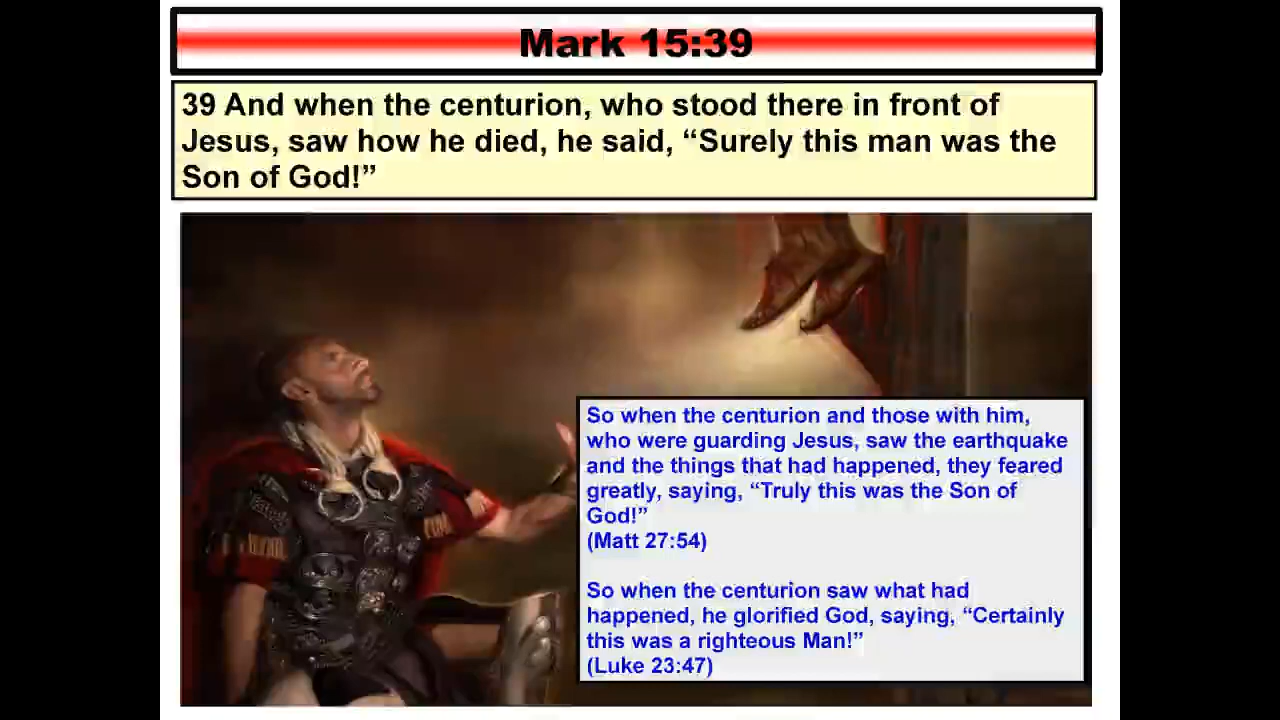 Mark 15:39
39 And when the centurion, who stood there in front of
Jesus, saw how he died, he said, “Surely this man was the
Son of God!”
So when the centurion and those with him,
who were guarding Jesus, saw the earthquake
and the things that had happened, they feared
greatly, saying, “Truly this was the Son of
God!”
(Matt 27:54)
So when the centurion saw what had
happened, he glorified God, saying, “Certainly
this was a righteous Man!”
(Luke 23:47)